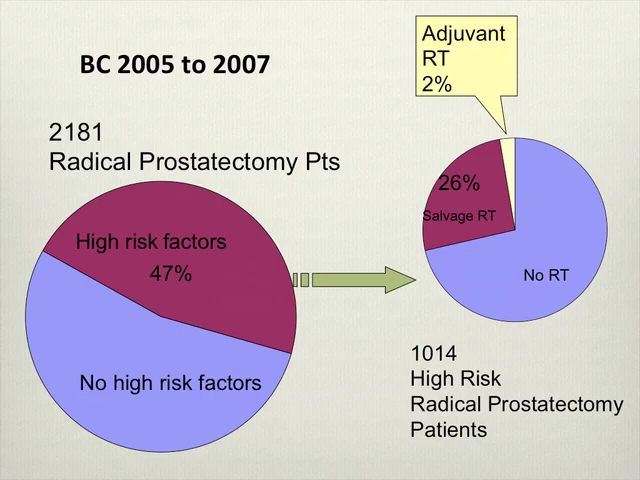 BC 2005 to 2007
2181
Radical Prostatectomy Pts
High risk factors
47%
No high risk factors
Adjuvant
RT
2%
26%
Salvage RT
No RT
1014
High Risk
Radical Prostatectomy
Patients